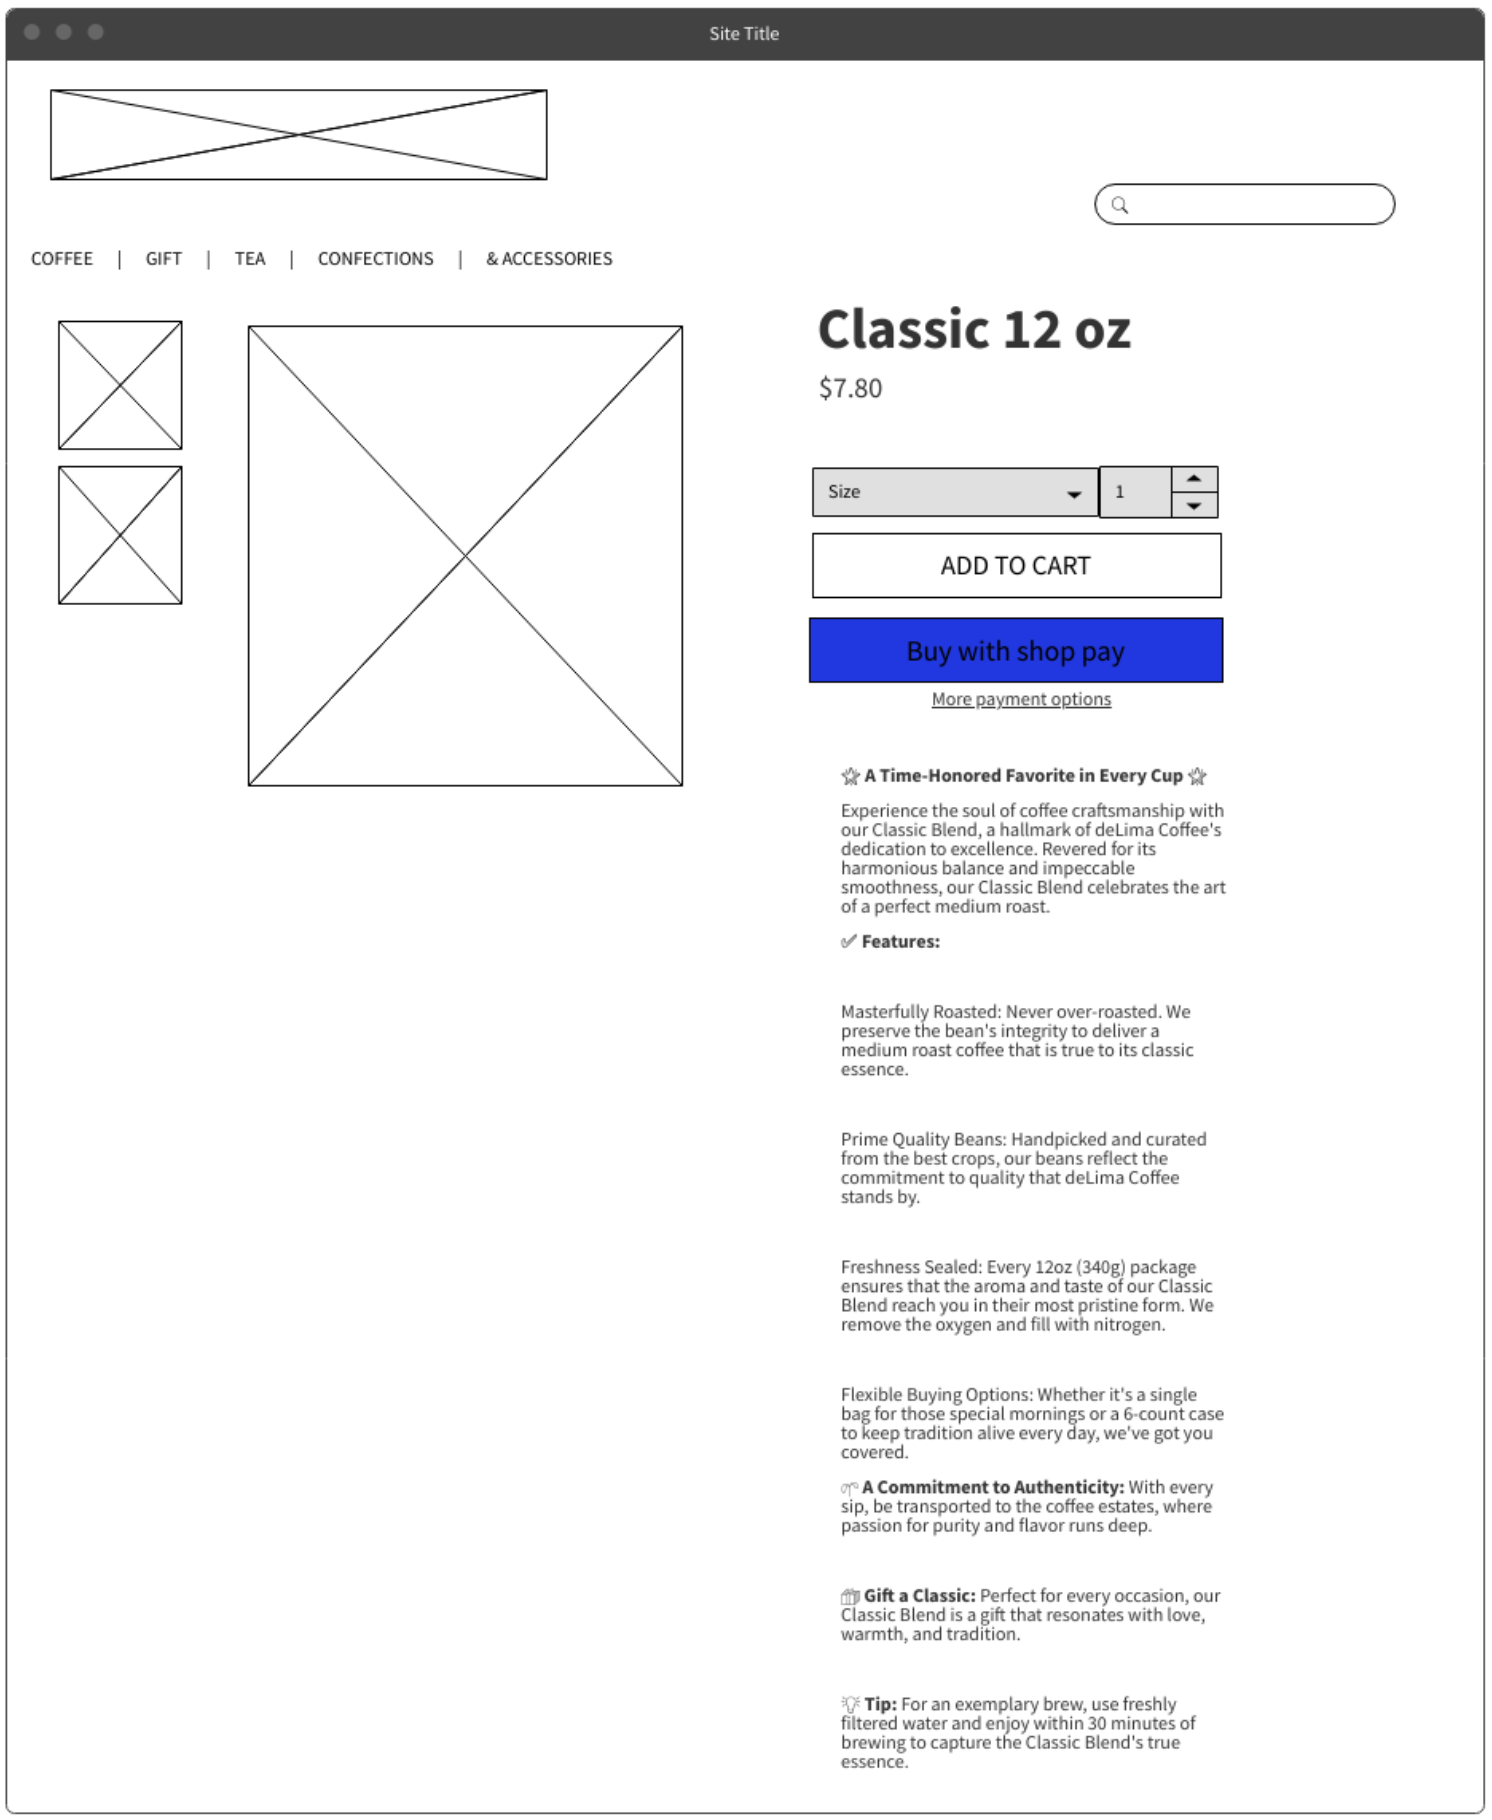 Site Title
COFFEE | GIFT | TEA | CONFECTIONS | & ACCESSORIES
Classic 12 oz
$7.80
Size 1
ADD TO CART
Buy with shop pay
More payment options
A Time-Honored Favorite in Every Cup
Experience the soul of coffee craftsmanship with
our Classic Blend, a hallmark of deLima Coffee's
dedication to excellence. Revered for its
harmonious balance and impeccable
smoothness, our Classic Blend celebrates the art
of a perfect medium roast.
✅ Features:
Masterfully Roasted: Never over-roasted. We
preserve the bean's integrity to deliver a
medium roast coffee that is true to its classic
essence.
Prime Quality Beans: Handpicked and curated
from the best crops, our beans reflect the
commitment to quality that deLima Coffee
stands by.
Freshness Sealed: Every 12oz (340g) package
ensures that the aroma and taste of our Classic
Blend reach you in their most pristine form. We
remove the oxygen and fill with nitrogen.
Flexible Buying Options: Whether it's a single
bag for those special mornings or a 6-count case
to keep tradition alive every day, we've got you
covered.
A Commitment to Authenticity: With every
sip, be transported to the coffee estates, where
passion for purity and flavor runs deep.
Gift a Classic: Perfect for every occasion, our
Classic Blend is a gift that resonates with love,
warmth, and tradition.
Tip: For an exemplary brew, use freshly
filtered water and enjoy within 30 minutes of
brewing to capture the Classic Blend's true
essence.